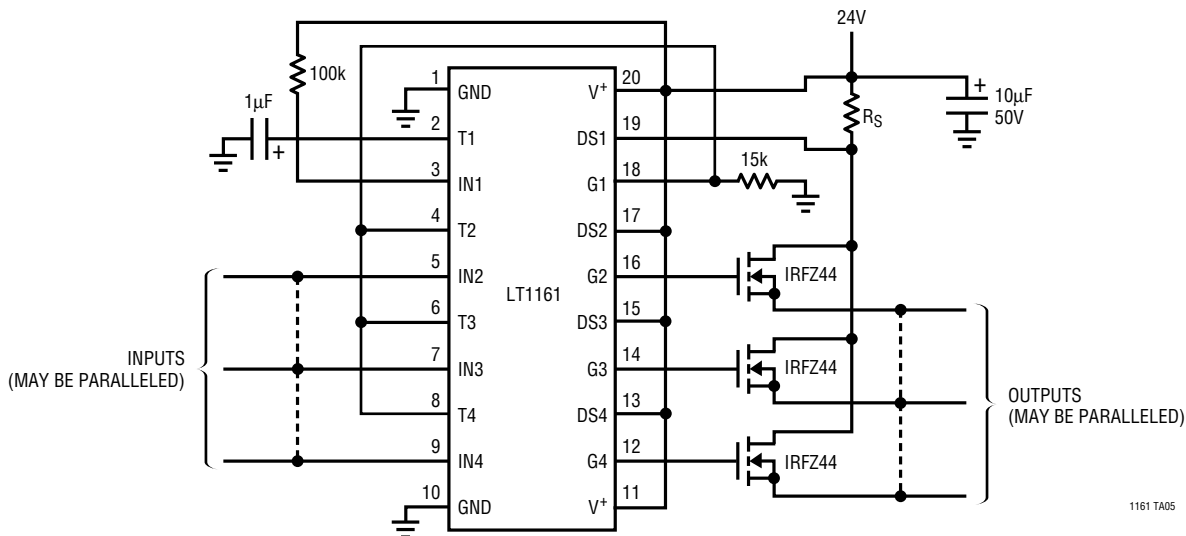 24V
100k
1µF
+
1
GND
V+
20
+
10µF
50V
RS
2
T1
DS1
19
3
IN1
G1
18
15k
4
T2
DS2
17
5
IN2
G2
16
IRFZ44
LT1161
6
T3
DS3
15
INPUTS
(MAY BE PARALLELED)
7
IN3
G3
14
IRFZ44
OUTPUTS
(MAY BE PARALLELED)
8
T4
DS4
13
9
IN4
G4
12
IRFZ44
10
GND
V+
11
1161 TA05